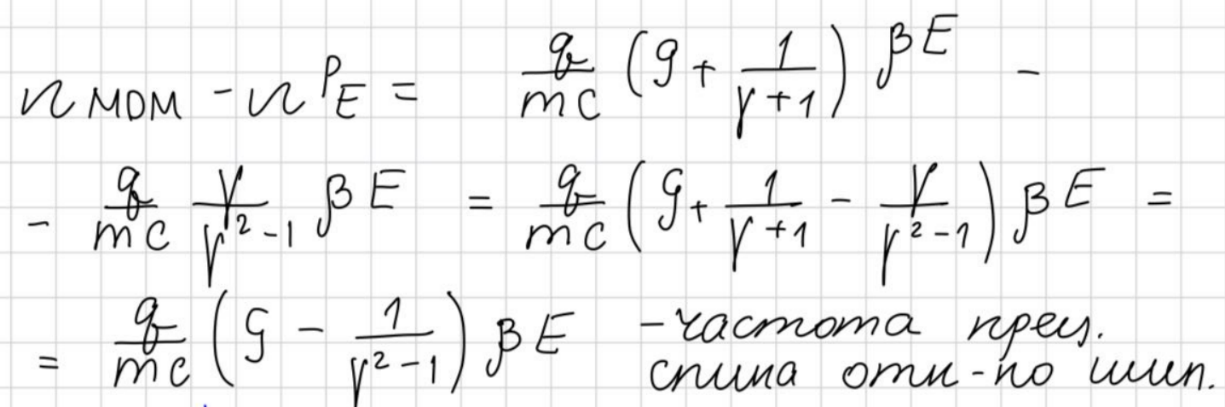 ω мом - ω^P_E = q/mc (g + 1/(γ+1)) βE -
- q/mc γ/(γ²-1) βE = q/mc (g + 1/(γ+1) - γ/(γ²-1)) βE =
= q/mc (g - 1/(γ²-1)) βE - частота прец.
спина отн-но имп.